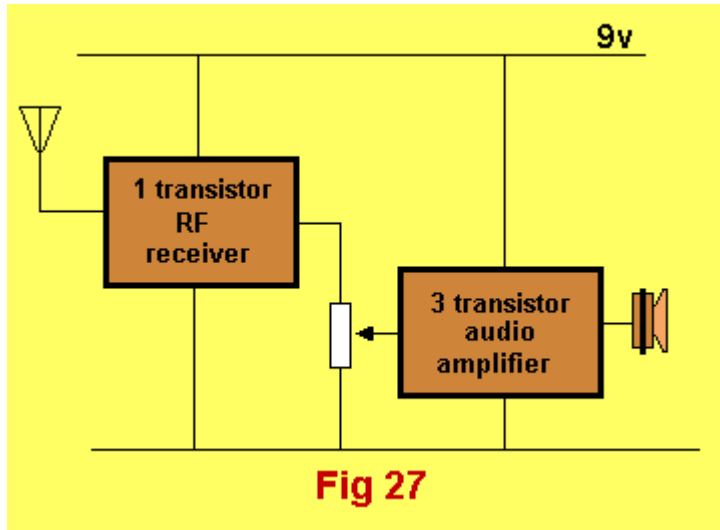 9v
1 transistor
RF
receiver
3 transistor
audio
amplifier
Fig 27